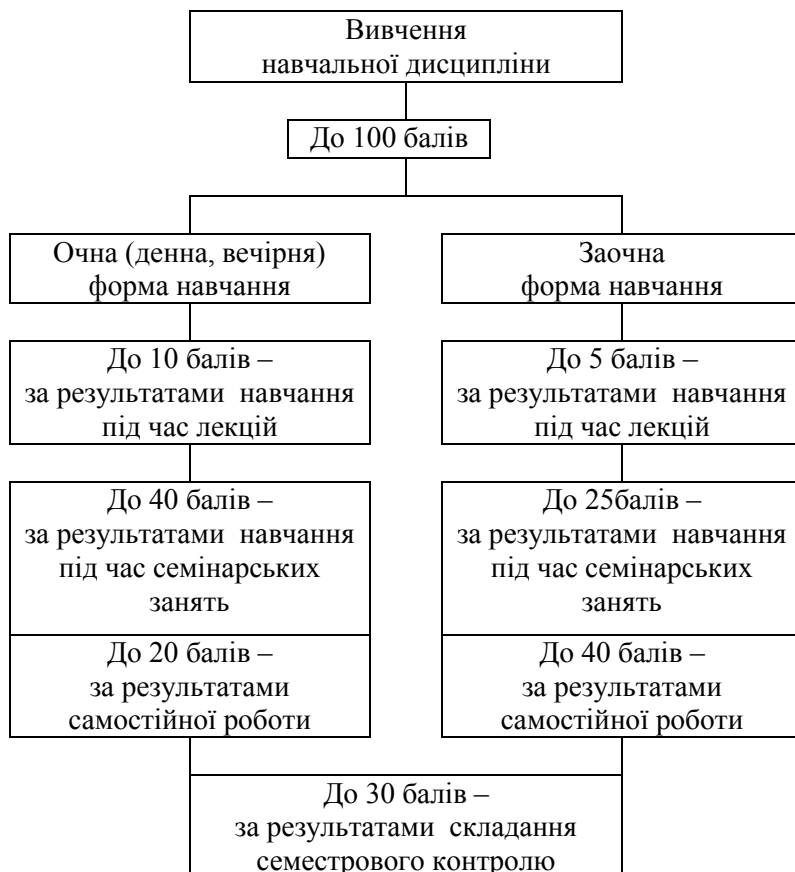 Вивчення
навчальної дисципліни
До 100 балів
Очна (денна, вечірня)
форма навчання
Заочна
форма навчання
До 10 балів –
за результатами навчання
під час лекцій
До 5 балів –
за результатами навчання
під час лекцій
До 40 балів –
за результатами навчання
під час семінарських
занять
До 25балів –
за результатами навчання
під час семінарських
занять
До 20 балів –
за результатами
самостійної роботи
До 40 балів –
за результатами
самостійної роботи
До 30 балів –
за результатами складання
семестрового контролю